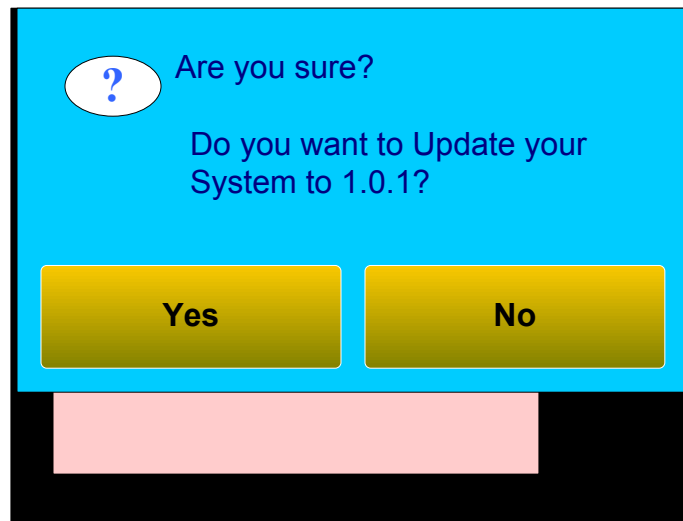 ?
Are you sure?
Do you want to Update your
System to 1.0.1?
Yes
No